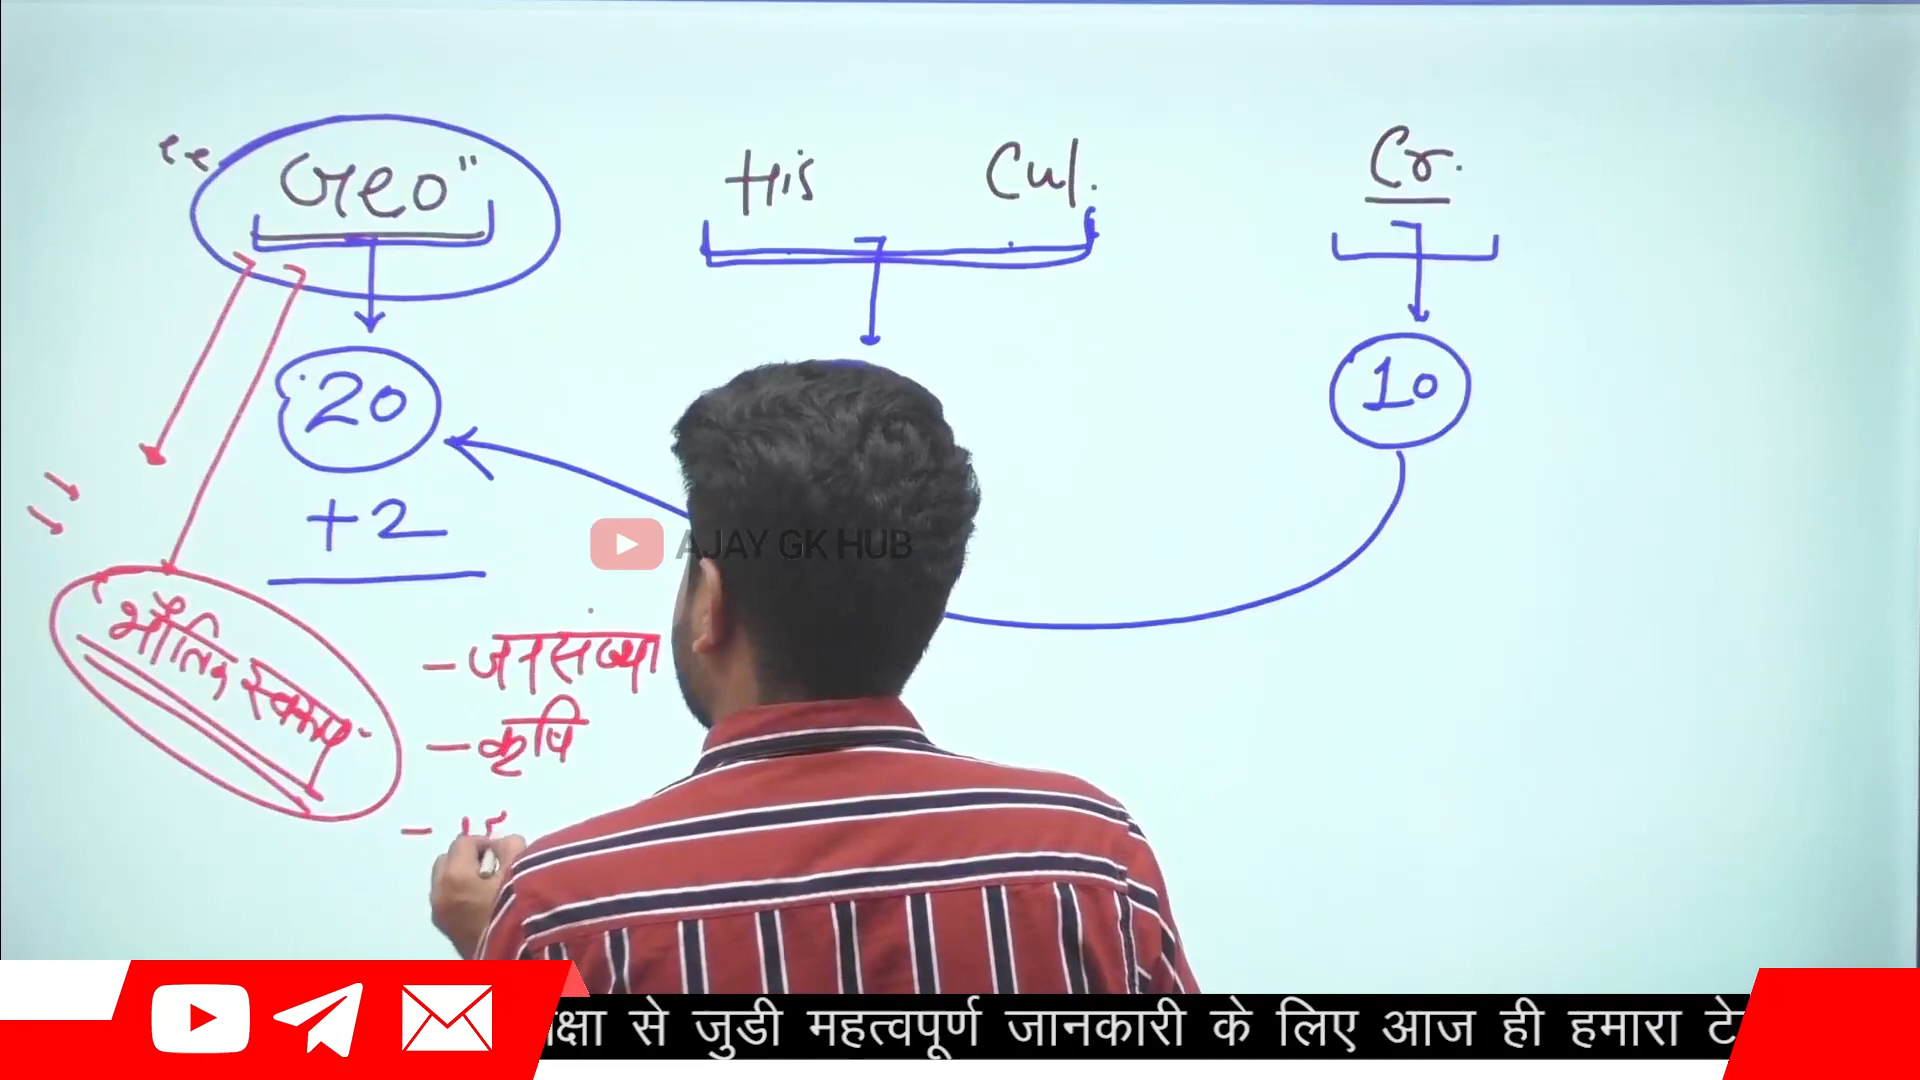 "Geo"
His Cul. Cr.
20 10
+2
AJAY GK HUB
भौतिक स्वरूप
- जनसंख्या
- कृषि
-
क्षा से जुडी महत्वपूर्ण जानकारी के लिए आज ही हमारा टे